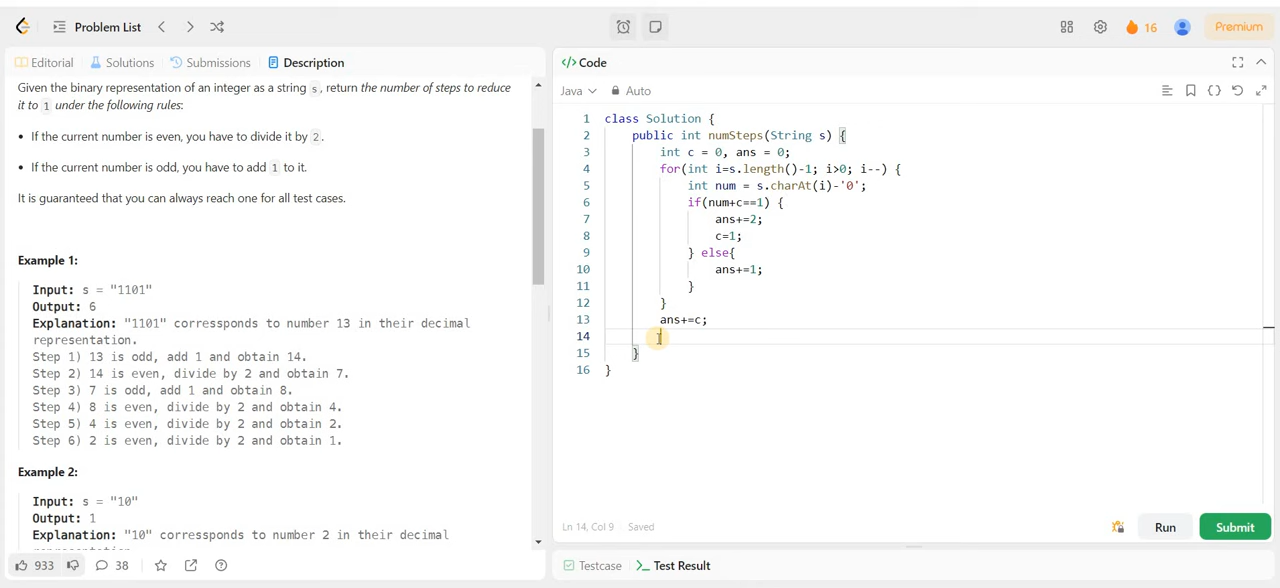 Problem List
16
Premium
Editorial Solutions Submissions Description
Given the binary representation of an integer as a string s, return the number of steps to reduce
it to 1 under the following rules:
• If the current number is even, you have to divide it by 2.
• If the current number is odd, you have to add 1 to it.
It is guaranteed that you can always reach one for all test cases.
Example 1:
Input: s = "1101"
Output: 6
Explanation: "1101" corressponds to number 13 in their decimal
representation.
Step 1) 13 is odd, add 1 and obtain 14.
Step 2) 14 is even, divide by 2 and obtain 7.
Step 3) 7 is odd, add 1 and obtain 8.
Step 4) 8 is even, divide by 2 and obtain 4.
Step 5) 4 is even, divide by 2 and obtain 2.
Step 6) 2 is even, divide by 2 and obtain 1.
Example 2:
Input: s = "10"
Output: 1
Explanation: "10" corressponds to number 2 in their decimal
933 38
</> Code
Java Auto
1 class Solution {
2 public int numSteps(String s) {
3 int c = 0, ans = 0;
4 for(int i=s.length()-1; i>0; i--) {
5 int num = s.charAt(i)-'0';
6 if(num+c==1) {
7 ans+=2;
8 c=1;
9 } else{
10 ans+=1;
11 }
12 }
13 ans+=c;
14
15 }
16 }
Ln 14, Col 9 Saved
Run Submit
Testcase >_ Test Result